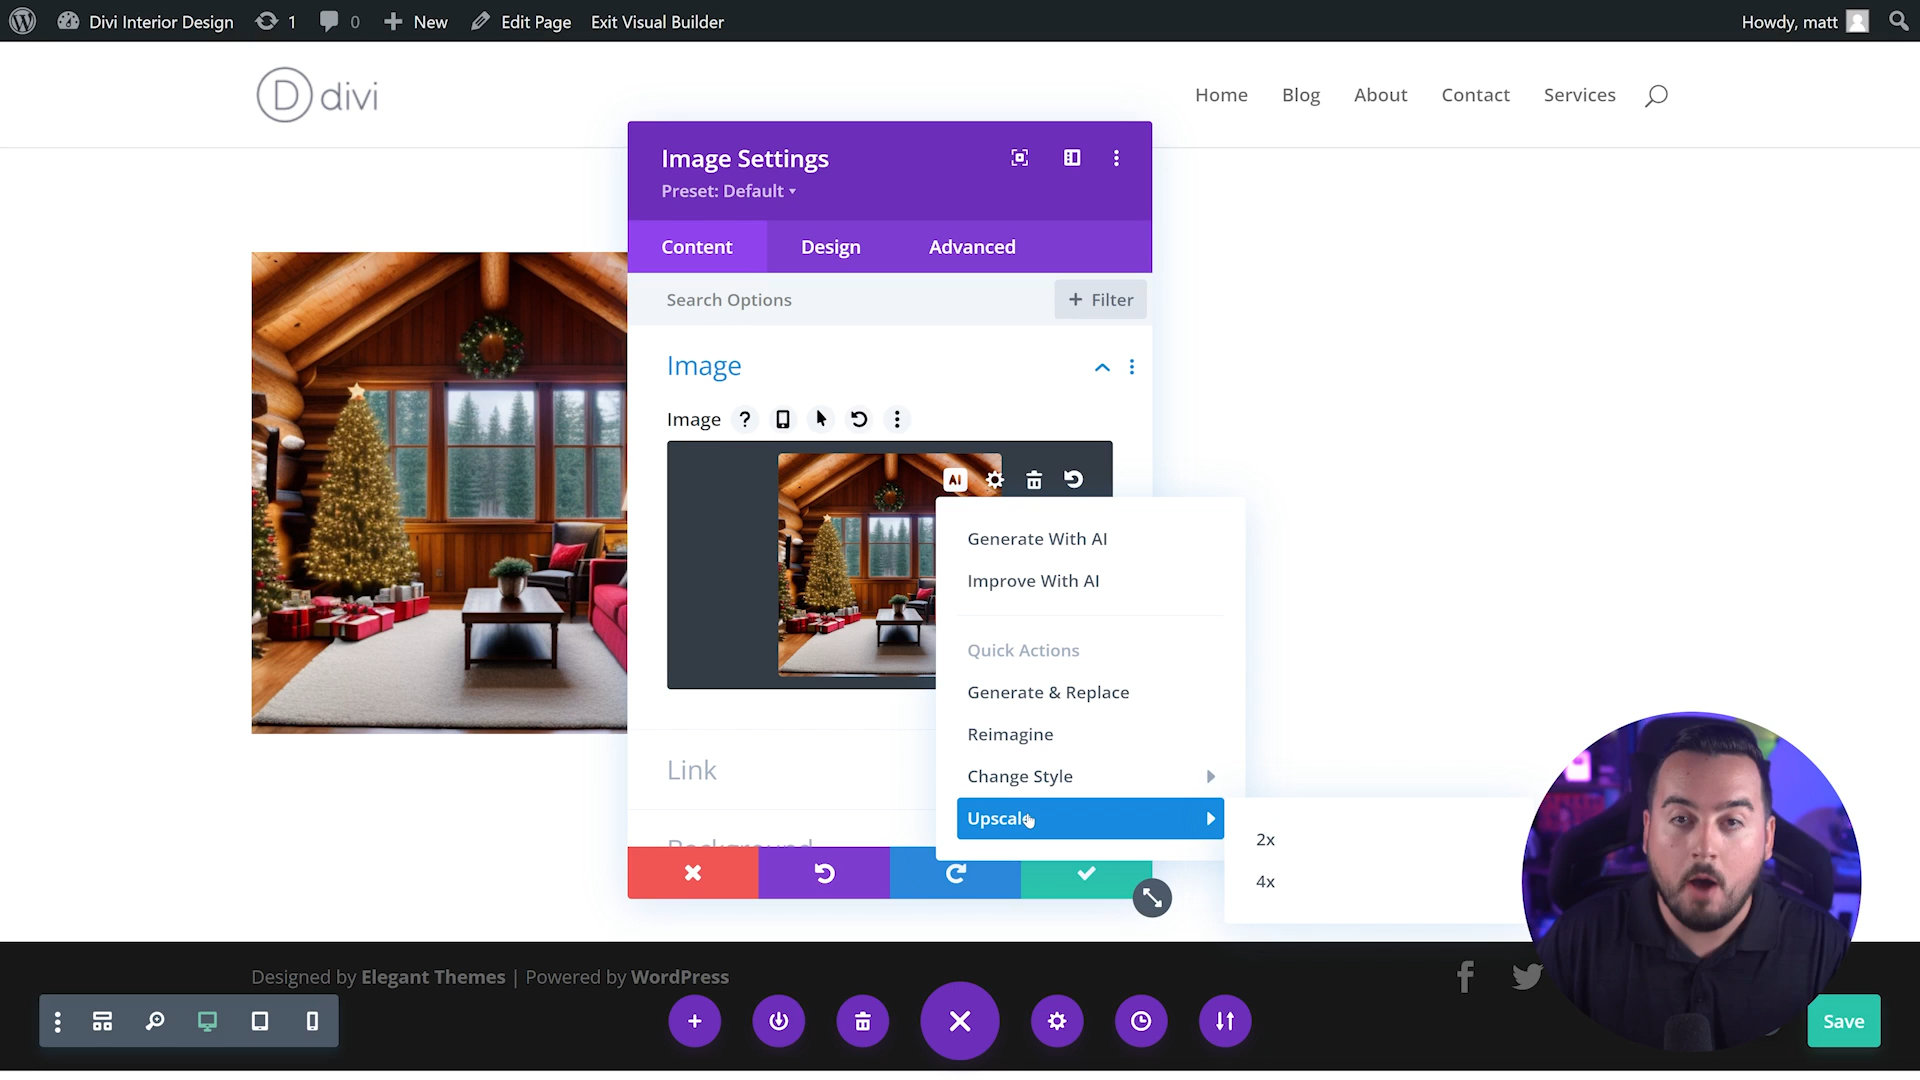 Divi Interior Design 1 0 New Edit Page Exit Visual Builder Howdy, matt
D divi
Home Blog About Contact Services
Image Settings
Preset: Default
Content Design Advanced
Search Options
+ Filter
Image
Image ?
AI
Generate With AI
Improve With AI
Quick Actions
Generate & Replace
Reimagine
Change Style
Upscale
2x
4x
Link
Background
Designed by Elegant Themes | Powered by WordPress
Save